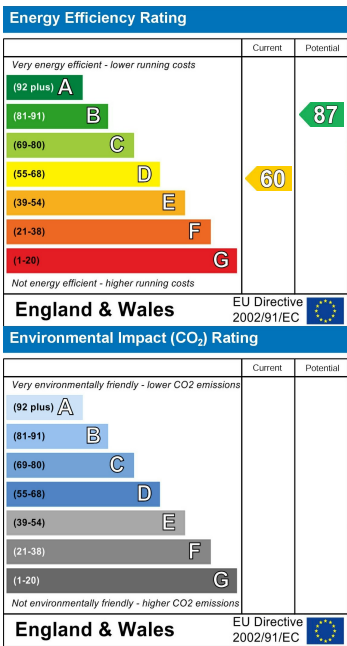 Energy Efficiency Rating
Current Potential
Very energy efficient - lower running costs
(92 plus) A
(81-91) B
87
(69-80) C
(55-68) D
60
(39-54) E
(21-38) F
(1-20) G
Not energy efficient - higher running costs
England & Wales
EU Directive
2002/91/EC
Environmental Impact (CO₂) Rating
Current Potential
Very environmentally friendly - lower CO2 emissions
(92 plus) A
(81-91) B
(69-80) C
(55-68) D
(39-54) E
(21-38) F
(1-20) G
Not environmentally friendly - higher CO2 emissions
England & Wales
EU Directive
2002/91/EC